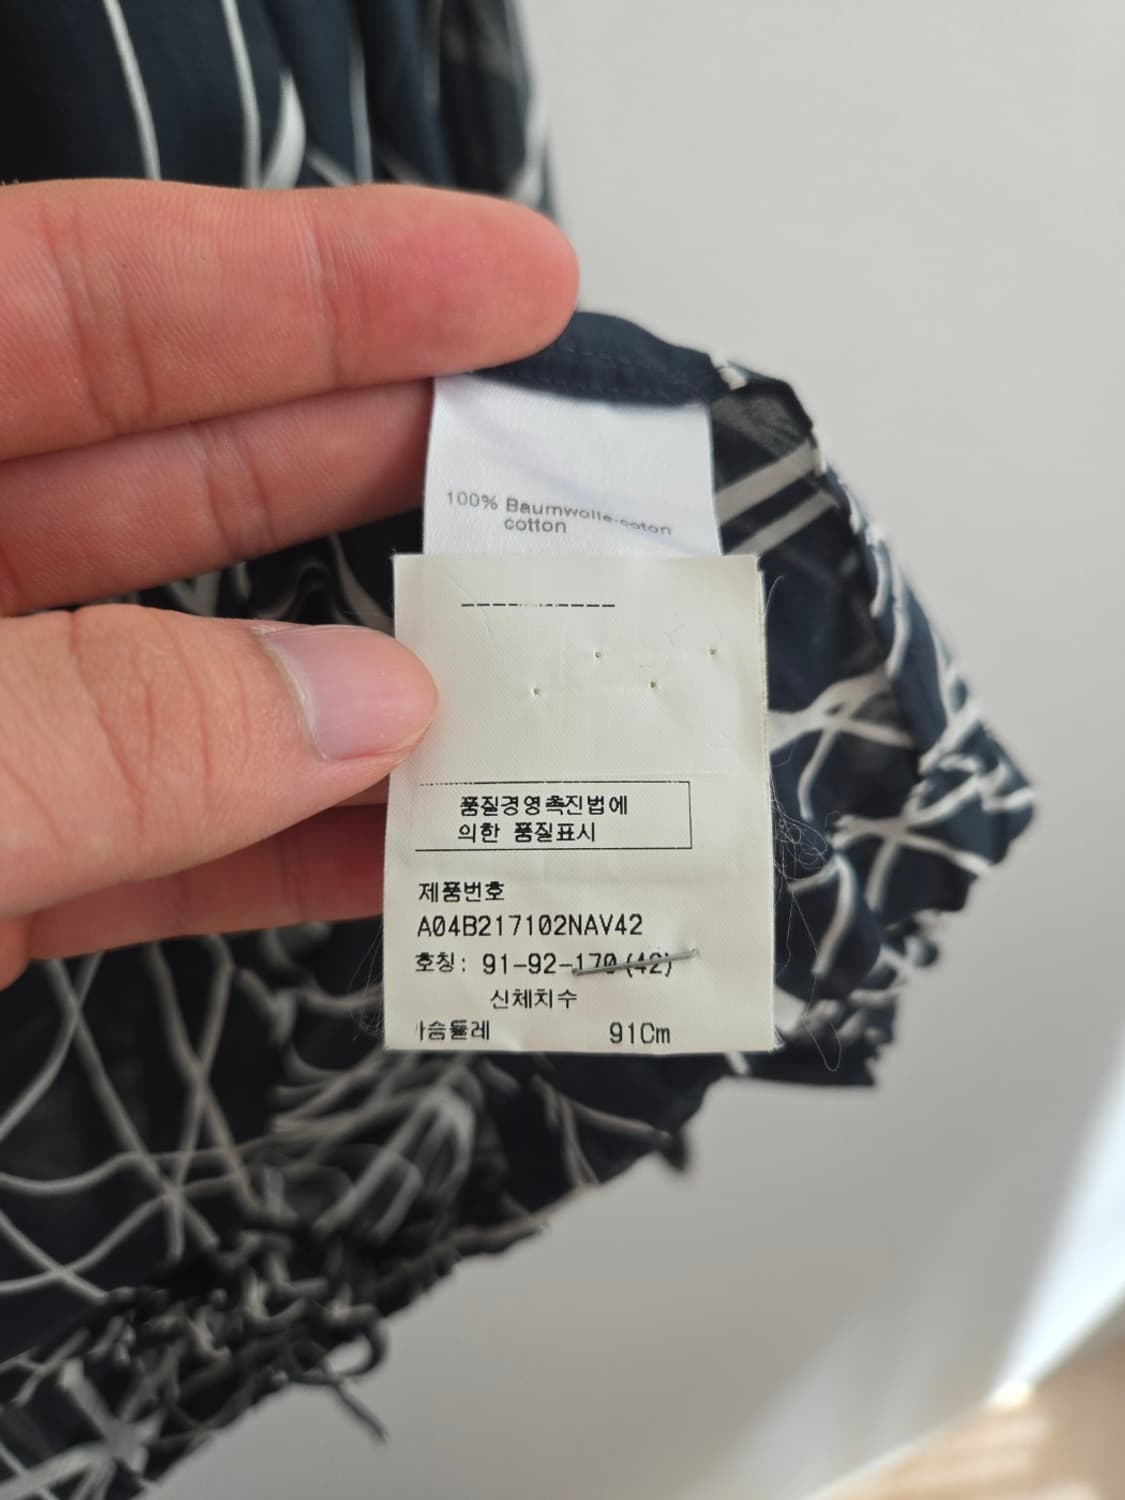 100% Baumwolle-coton
cotton
-----------
품질경영촉진법에
의한 품질표시
제품번호
A04B217102NAV42
호칭: 91-92-170(42)
신체치수
가슴둘레 91Cm